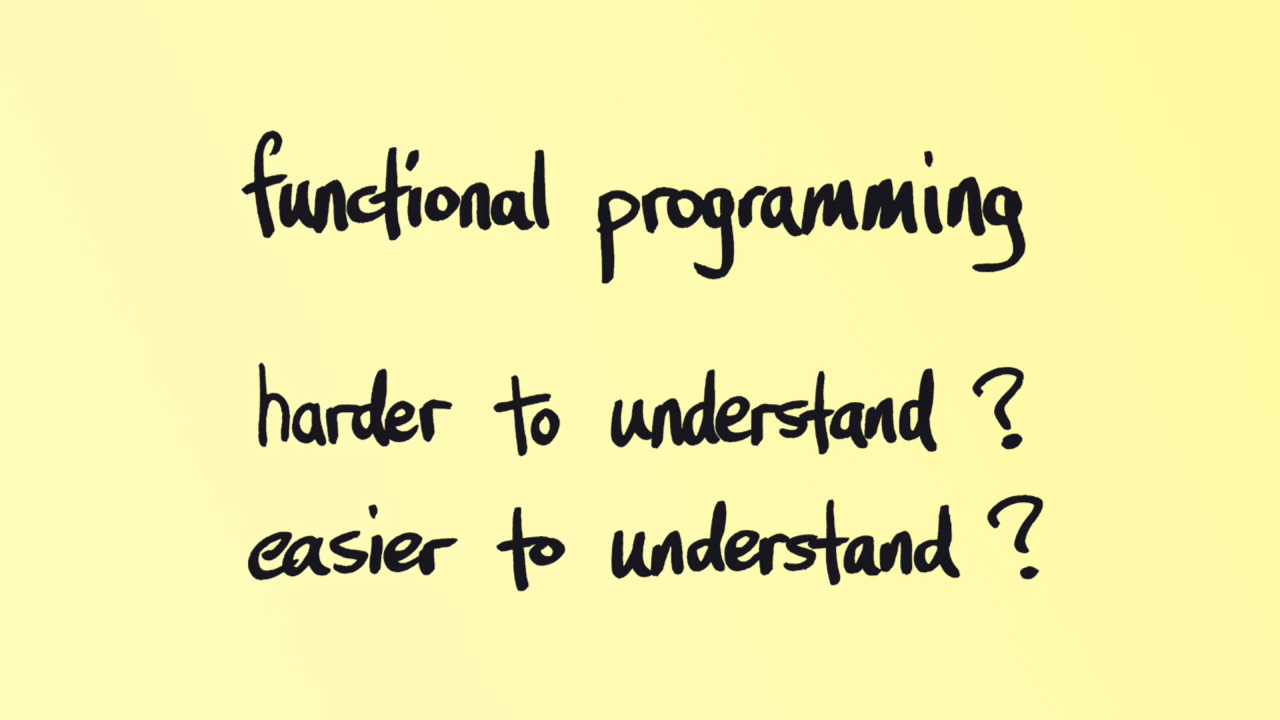 functional programming
harder to understand ?
easier to understand ?